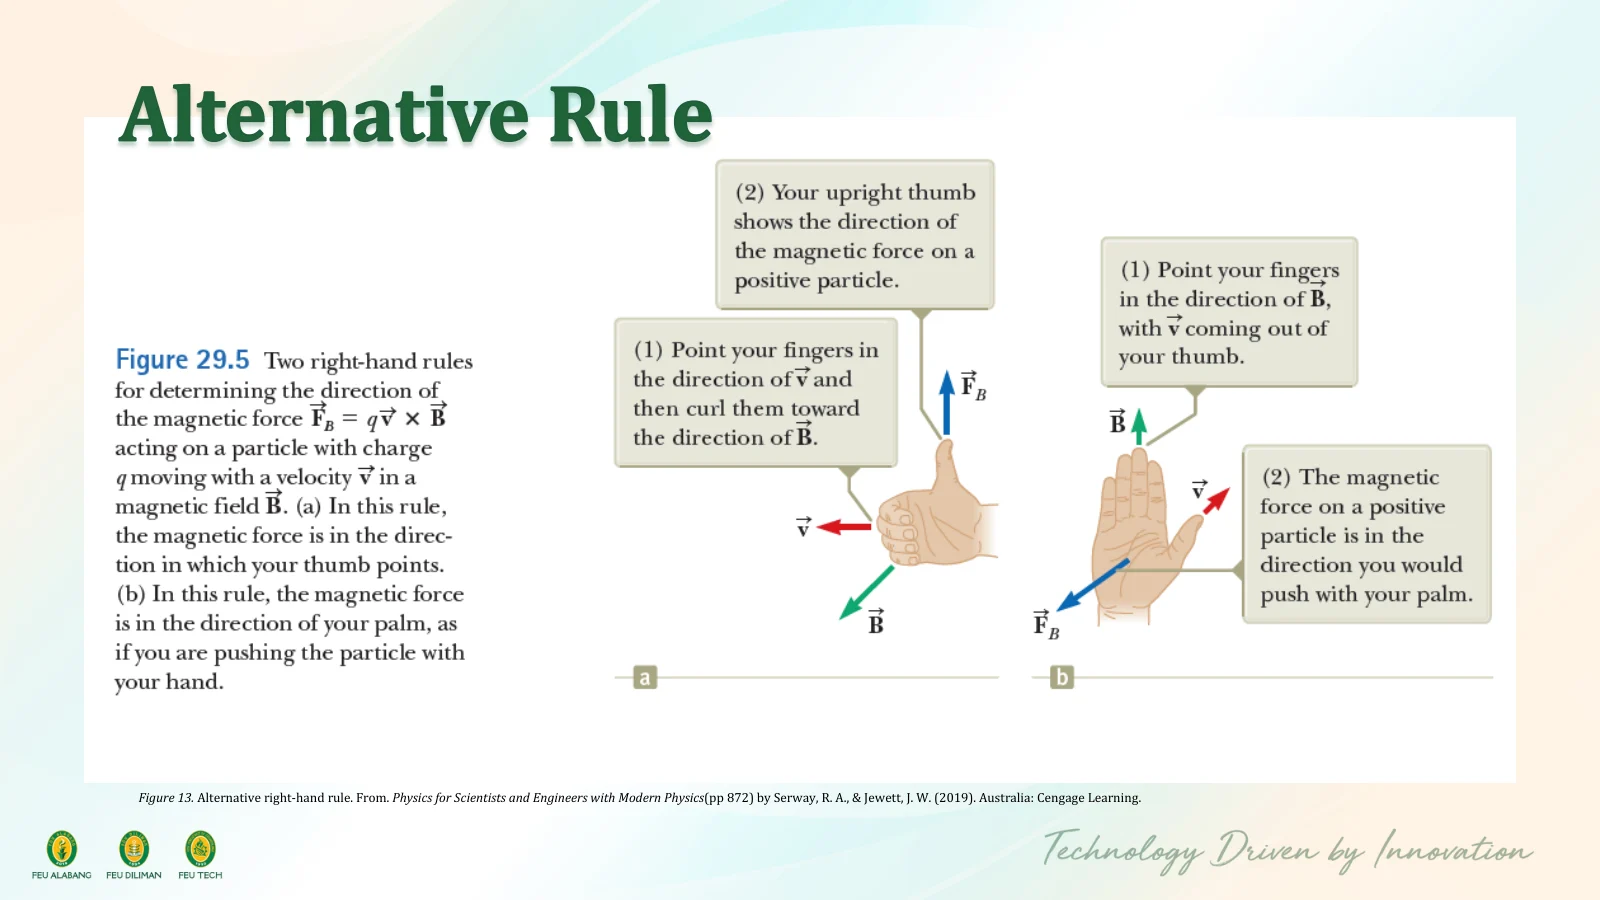 Alternative Rule
(2) Your upright thumb
shows the direction of
the magnetic force on a
positive particle.
(1) Point your fingers in
the direction of v⃗ and
then curl them toward
the direction of B⃗.
F⃗_B
v⃗
B⃗
a
(1) Point your fingers
in the direction of B⃗,
with v⃗ coming out of
your thumb.
B⃗
v⃗
(2) The magnetic
force on a positive
particle is in the
direction you would
push with your palm.
F⃗_B
b
Figure 29.5 Two right-hand rules
for determining the direction of
the magnetic force F⃗_B = qv⃗ × B⃗
acting on a particle with charge
q moving with a velocity v⃗ in a
magnetic field B⃗. (a) In this rule,
the magnetic force is in the direc-
tion in which your thumb points.
(b) In this rule, the magnetic force
is in the direction of your palm, as
if you are pushing the particle with
your hand.
Figure 13. Alternative right-hand rule. From. Physics for Scientists and Engineers with Modern Physics(pp 872) by Serway, R. A., & Jewett, J. W. (2019). Australia: Cengage Learning.
FEU ALABANG
FEU DILIMAN
FEU TECH
Technology Driven by Innovation